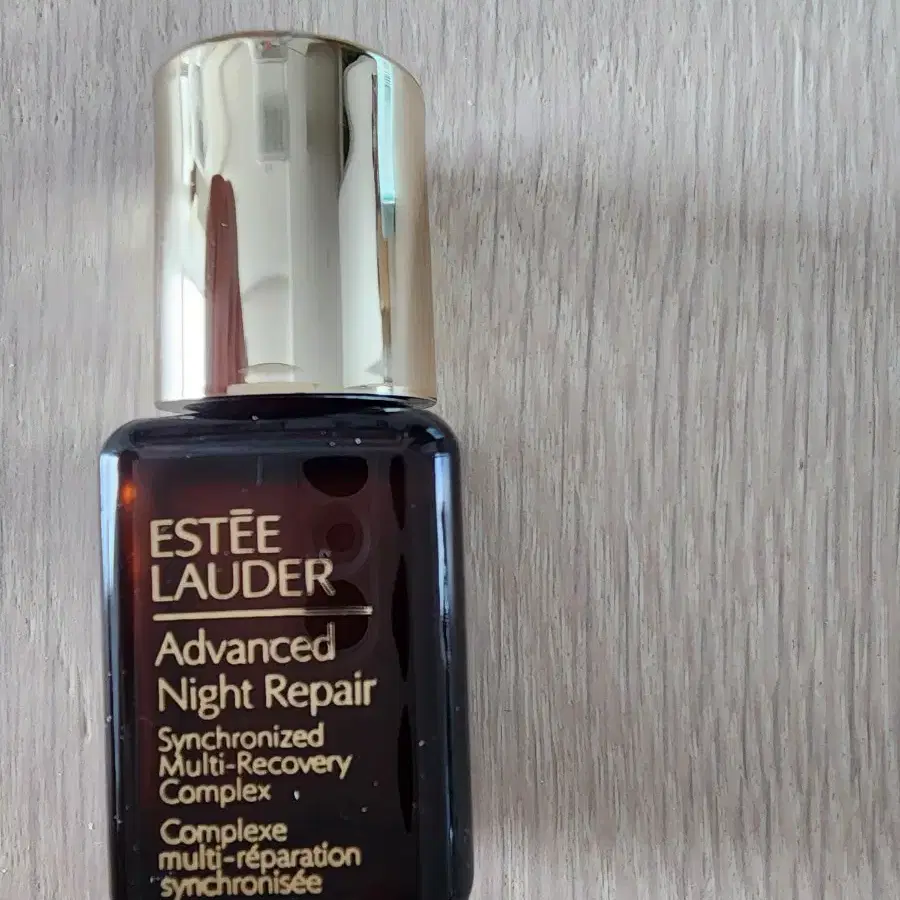 ESTĒE
LAUDER
Advanced
Night Repair
Synchronized
Multi-Recovery
Complex
Complexe
multi-réparation
synchronisée